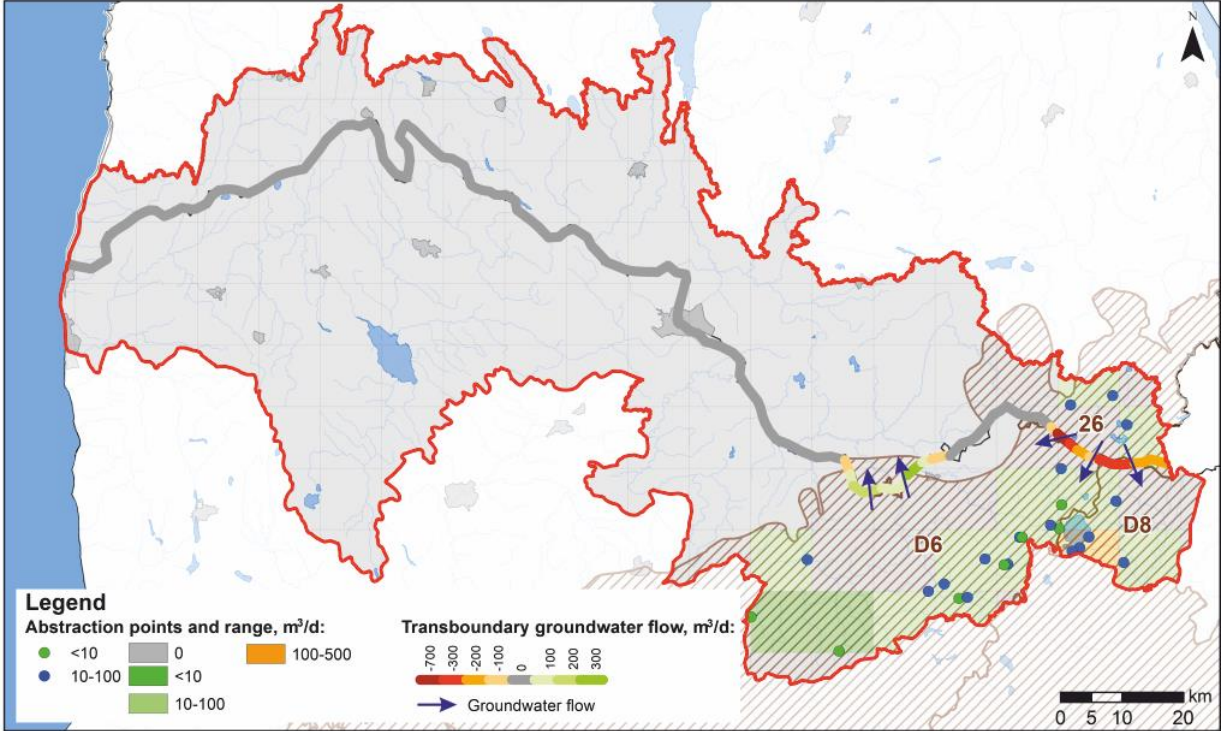 N
26
D8
D6
Legend
Abstraction points and range, m³/d:
<10
10-100
0
<10
10-100
100-500
Transboundary groundwater flow, m³/d:
-700 -300 -200 -100 0 100 200 300
Groundwater flow
km
0 5 10 20